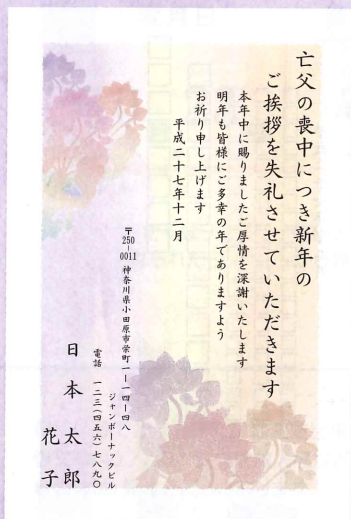 亡父の喪中につき新年の
ご挨拶を失礼させていただきます
本年中に賜りましたご厚情を深謝いたします
明年も皆様にご多幸の年でありますよう
お祈り申し上げます
平成二十七年十二月
〒250-0011 神奈川県小田原市栄町一ー一四ー四八
ジャンボーナックビル
電話 一二三(四五六)七八九〇
日本 太郎
花子